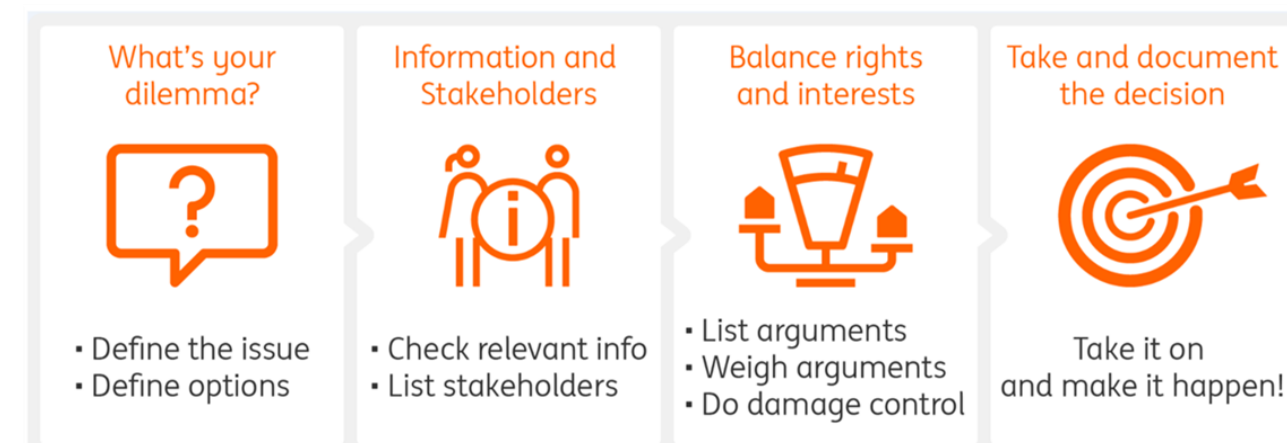 What's your
dilemma?
?
▪ Define the issue
▪ Define options
Information and
Stakeholders
i
▪ Check relevant info
▪ List stakeholders
Balance rights
and interests
▪ List arguments
▪ Weigh arguments
▪ Do damage control
Take and document
the decision
Take it on
and make it happen!